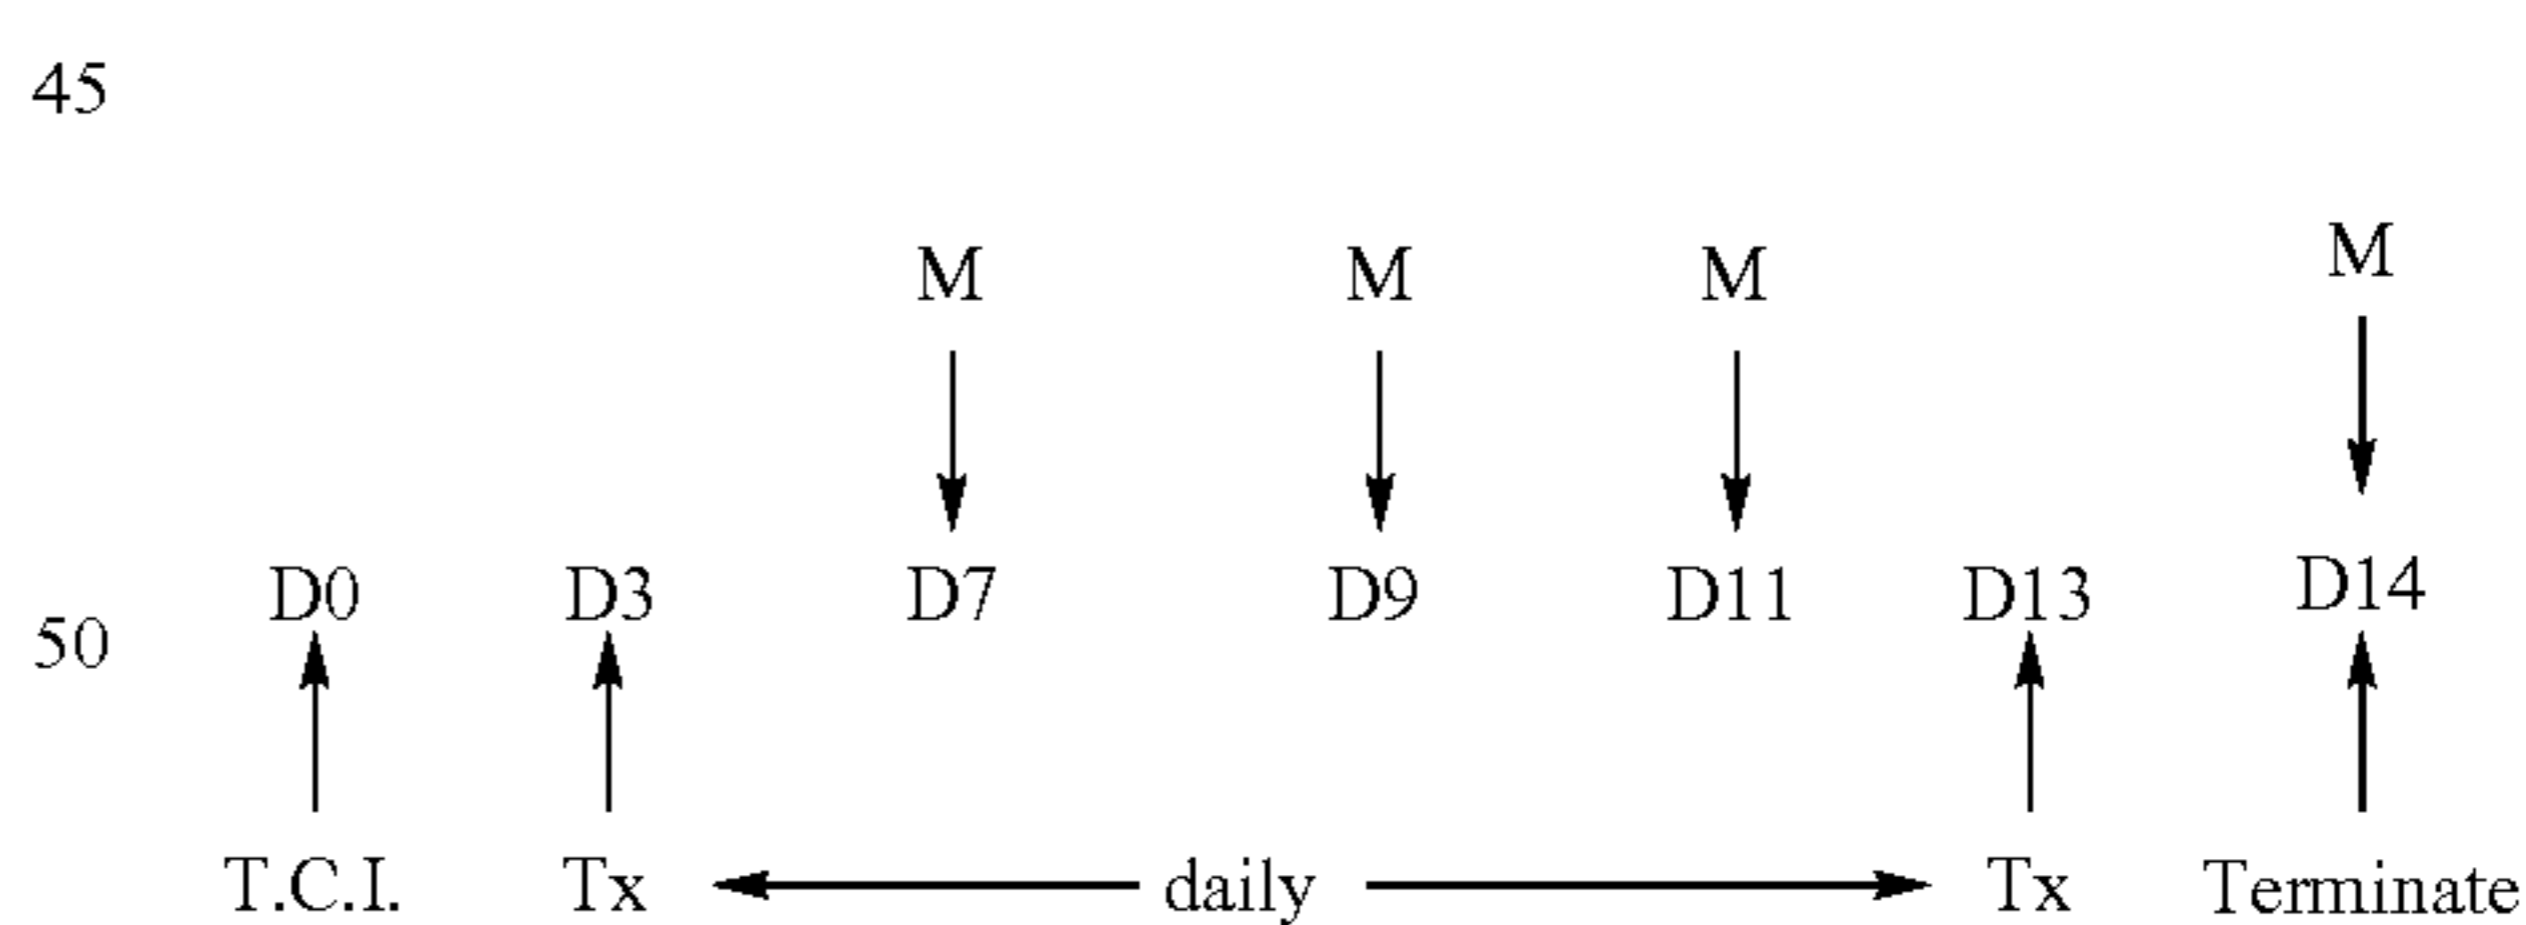 45
M M M M
D0 D3 D7 D9 D11 D13 D14
50
T.C.I. Tx daily Tx Terminate